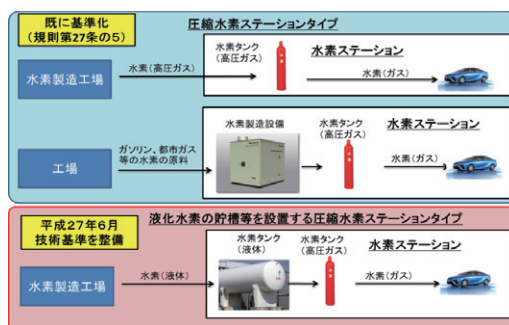 既に基準化
(規則第27条の5)
圧縮水素ステーションタイプ
水素製造工場
水素(高圧ガス)
水素タンク
(高圧ガス)
水素ステーション
水素(ガス)
工場
ガソリン、都市ガス
等の水素の原料
水素製造設備
水素タンク
(高圧ガス)
水素ステーション
水素(ガス)
平成27年6月
技術基準を整備
液化水素の貯槽等を設置する圧縮水素ステーションタイプ
水素製造工場
水素(液体)
水素タンク
(液体)
水素タンク
(高圧ガス)
水素ステーション
水素(ガス)